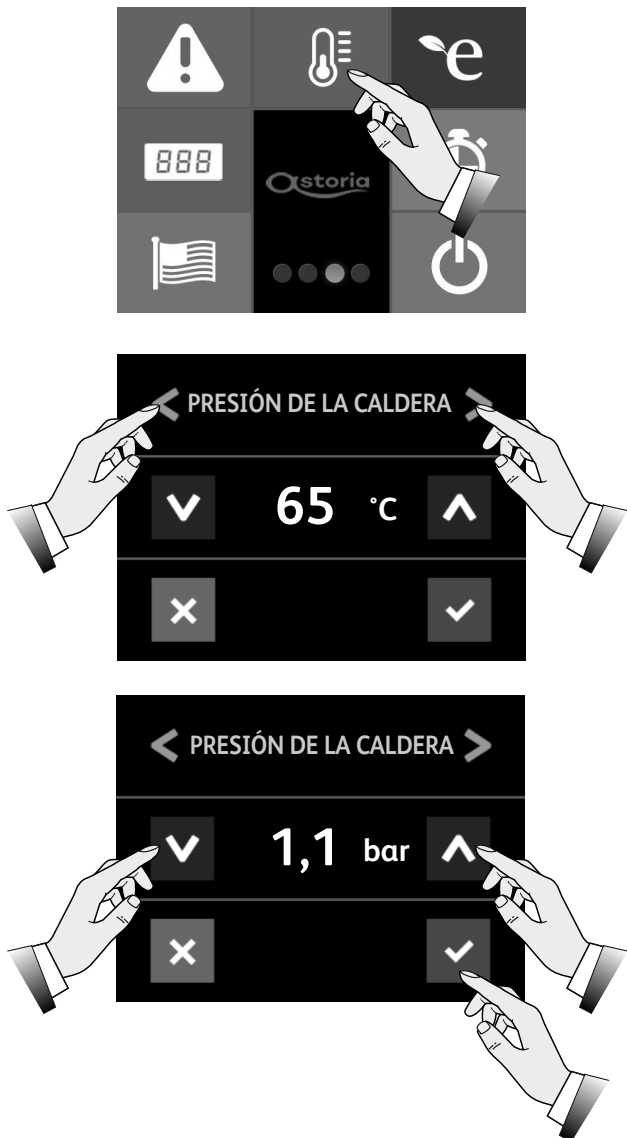 e
888
astoria
< PRESIÓN DE LA CALDERA >
65 °C
< PRESIÓN DE LA CALDERA >
1,1 bar